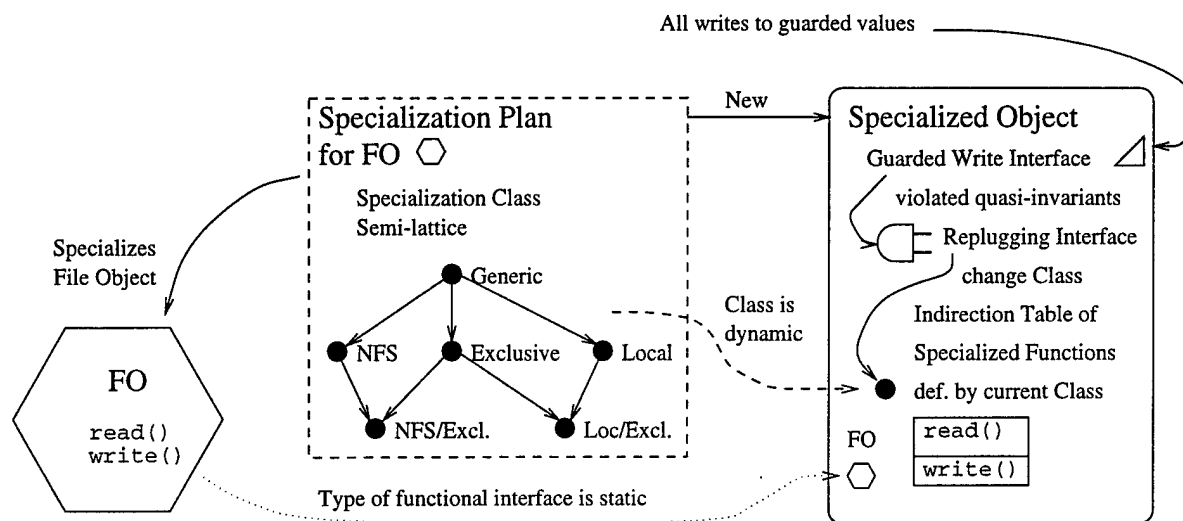 All writes to guarded values
New
Specialization Plan
for FO
Specialization Class
Semi-lattice
Generic
NFS
Exclusive
Local
NFS/Excl.
Loc/Excl.
Specializes
File Object
FO
read()
write()
Class is
dynamic
Type of functional interface is static
Specialized Object
Guarded Write Interface
violated quasi-invariants
Replugging Interface
change Class
Indirection Table of
Specialized Functions
def. by current Class
FO
read()
write()